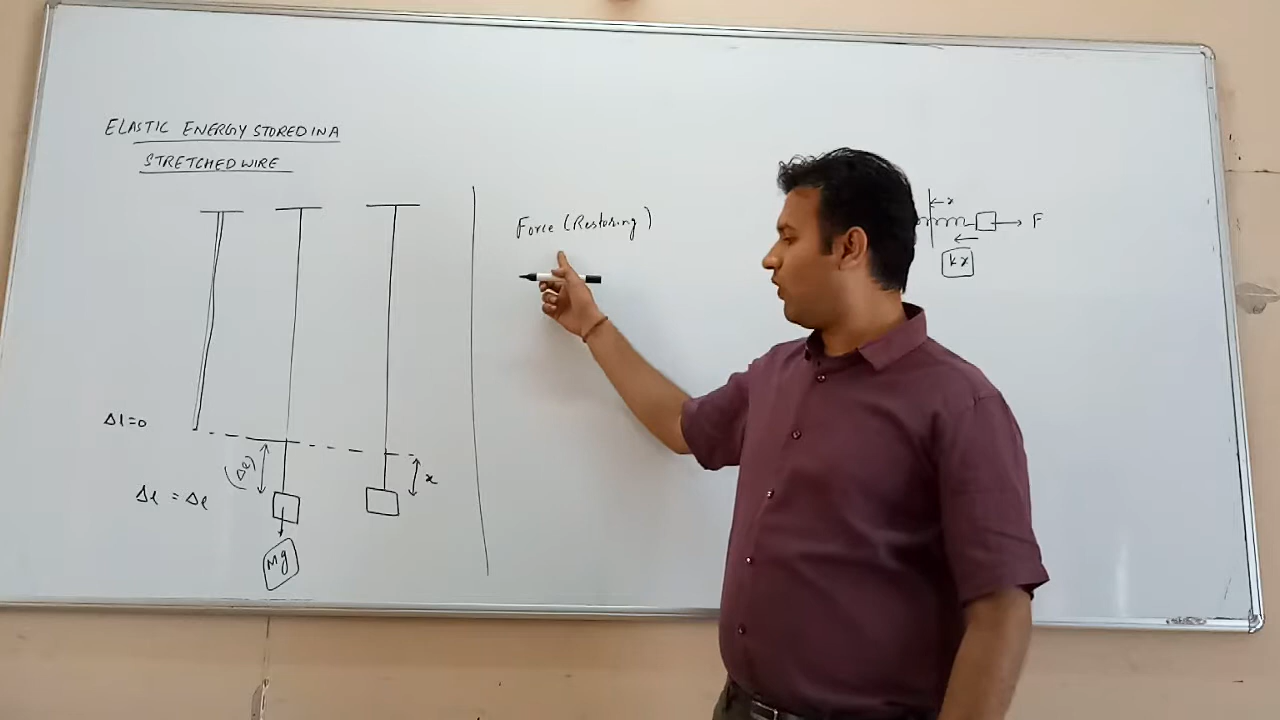 ELASTIC ENERGY STORED IN A
STRETCHED WIRE
Force (Restoring)
x
F
kx
Δl=0
(Δl)
x
Δl = Δl
Mg